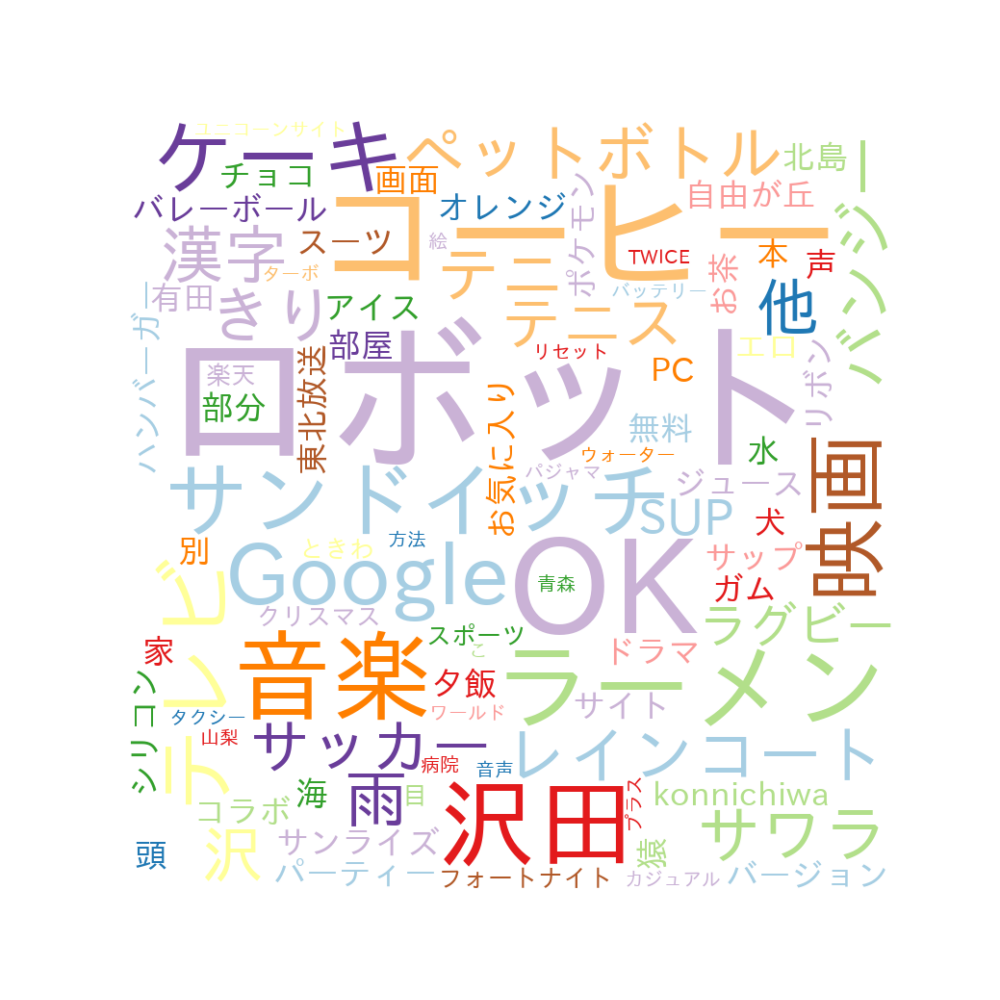 ユニコーンサイト
ケーキ
ペットボトル
北島
チョコ
画面
コーヒー
バンジー
バレーボール
オレンジ
ポケモン
自由が丘
漢字
スーツ
絵
テニ
TWICE
本
声
ターボ
お茶
有田
きり
アイス
テニス
バッテリー
他
ハンバーガー
部屋
リセット
PC
エロ
ロボット
楽天
部分
東北放送
お気に入り
無料
リボン
ウォーター
水
映画
サンドイッチ
パジャマ
ジュース
SUP
犬
別
ときわ
方法
サップ
Google
OK
青森
ガム
テレビ
クリスマス
スポーツ
ラグビー
家
音楽
こ
ドラマ
夕飯
ラーメン
シリコン
タクシー
ワールド
サイト
山梨
サッカー
レインコート
病院
音声
雨
海
目
沢田
プラス
konnichiwa
コラボ
サワラ
頭
沢
サンライズ
猿
パーティー
フォートナイト
カジュアル
バージョン